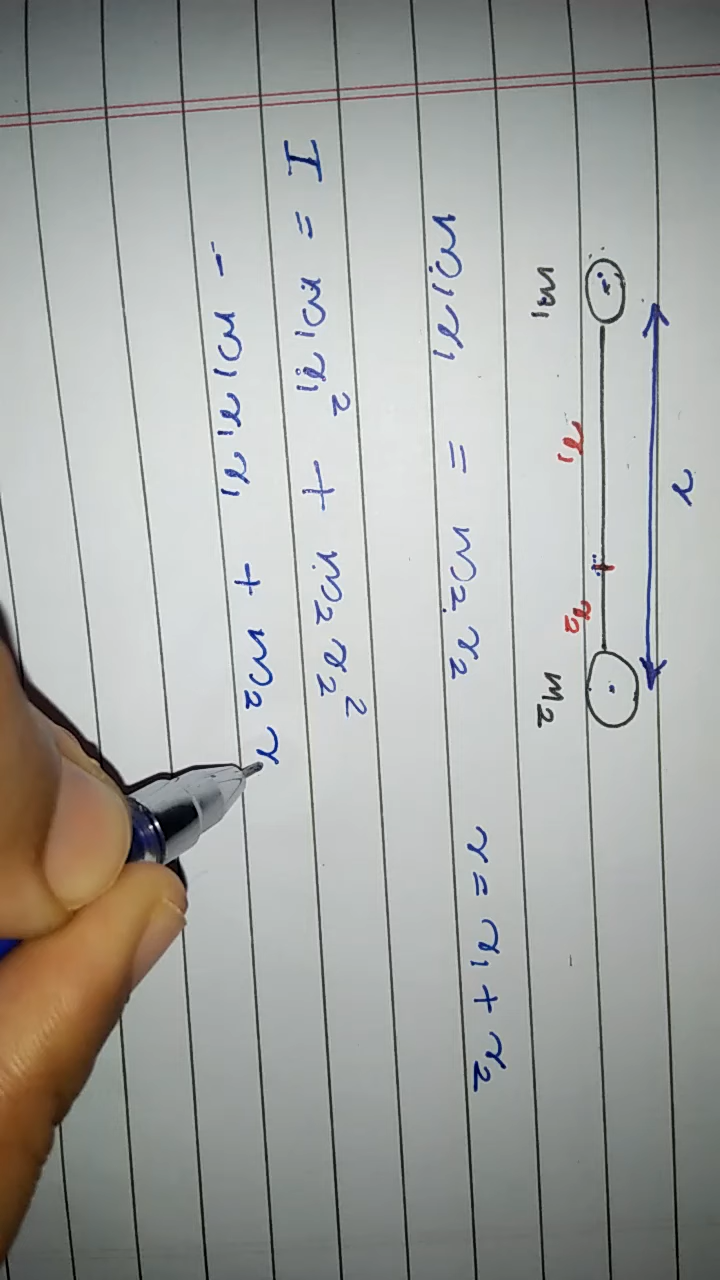 r
m₁ r₁ r₂ m₂
m₁r₁ = m₂r₂ r = r₁ + r₂
I = m₁r₁² + m₂r₂²
= m₁r₁r₁ + m₂r